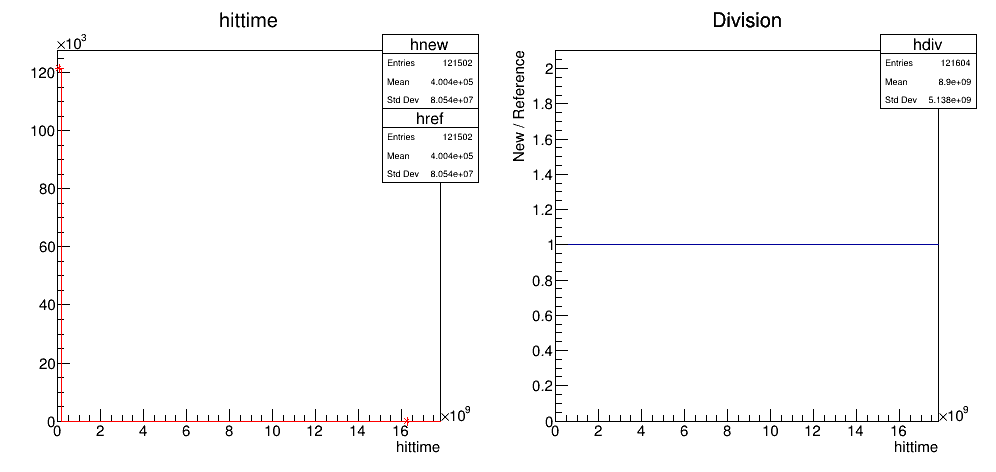 hittime
×10³
hnew
Entries 121502
Mean 4.004e+05
Std Dev 8.054e+07
href
Entries 121502
Mean 4.004e+05
Std Dev 8.054e+07
120
100
80
60
40
20
0
0 2 4 6 8 10 12 14 16
×10⁹
hittime
Division
hdiv
Entries 121604
Mean 8.9e+09
Std Dev 5.138e+09
New / Reference
2
1.8
1.6
1.4
1.2
1
0.8
0.6
0.4
0.2
0
0 2 4 6 8 10 12 14 16
×10⁹
hittime